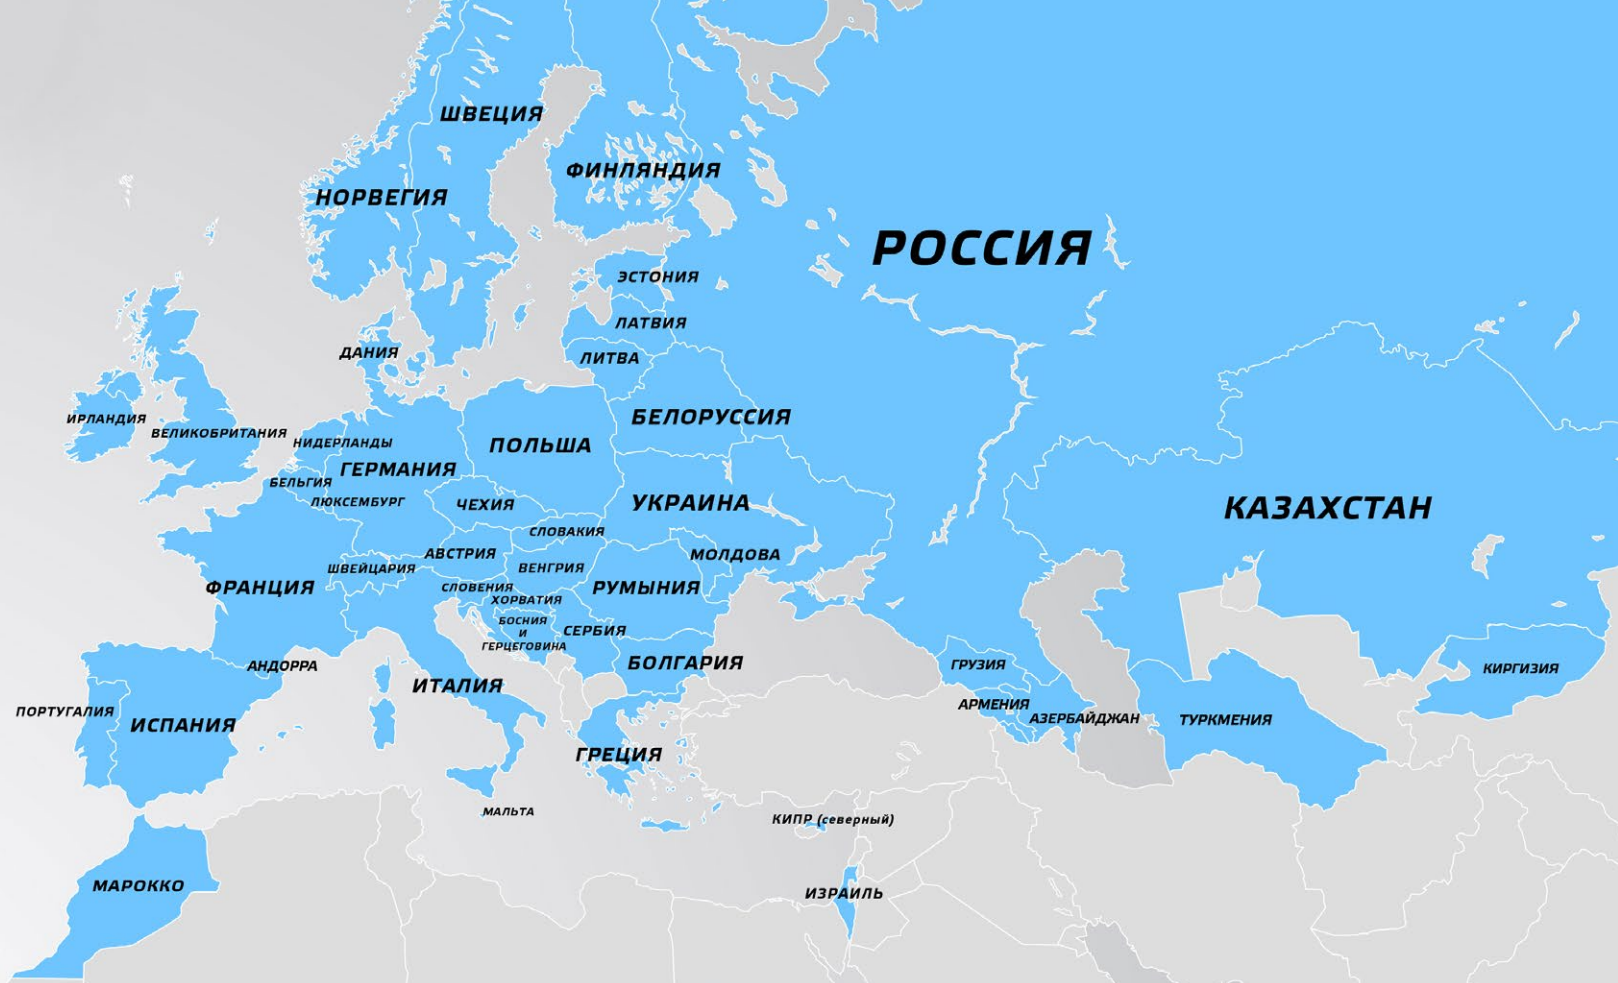 ШВЕЦИЯ
ФИНЛЯНДИЯ
НОРВЕГИЯ
РОССИЯ
ЭСТОНИЯ
ЛАТВИЯ
ДАНИЯ
ЛИТВА
ИРЛАНДИЯ
ВЕЛИКОБРИТАНИЯ
НИДЕРЛАНДЫ
БЕЛОРУССИЯ
ПОЛЬША
ГЕРМАНИЯ
БЕЛЬГИЯ
ЛЮКСЕМБУРГ
ЧЕХИЯ
УКРАИНА
КАЗАХСТАН
СЛОВАКИЯ
АВСТРИЯ
МОЛДОВА
ШВЕЙЦАРИЯ
ВЕНГРИЯ
ФРАНЦИЯ
СЛОВЕНИЯ
РУМЫНИЯ
ХОРВАТИЯ
БОСНИЯ
И
ГЕРЦЕГОВИНА
СЕРБИЯ
АНДОРРА
БОЛГАРИЯ
ГРУЗИЯ
КИРГИЗИЯ
ИТАЛИЯ
ПОРТУГАЛИЯ
ИСПАНИЯ
АРМЕНИЯ
АЗЕРБАЙДЖАН
ТУРКМЕНИЯ
ГРЕЦИЯ
МАЛЬТА
КИПР (северный)
МАРОККО
ИЗРАИЛЬ